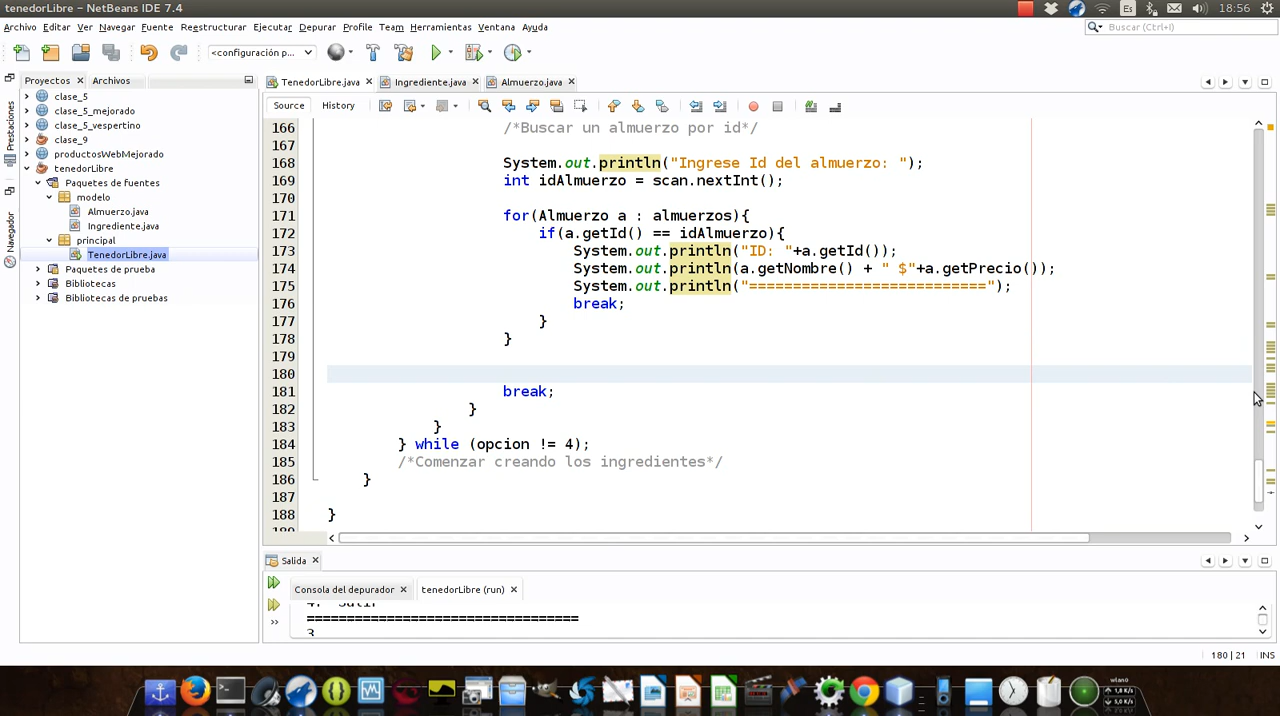 tenedorLibre - NetBeans IDE 7.4
Es
18:56
Archivo Editar Ver Navegar Fuente Reestructurar Ejecutar Depurar Profile Team Herramientas Ventana Ayuda
Buscar (Ctrl+I)
<configuración p...
Proyectos Archivos
TenedorLibre.java Ingrediente.java Almuerzo.java
Source History
Prestaciones
Navegador
clase_5
clase_5_mejorado
clase_5_vespertino
clase_9
productosWebMejorado
tenedorLibre
Paquetes de fuentes
modelo
Almuerzo.java
Ingrediente.java
principal
TenedorLibre.java
Paquetes de prueba
Bibliotecas
Bibliotecas de pruebas
166 /*Buscar un almuerzo por id*/
167
168 System.out.println("Ingrese Id del almuerzo: ");
169 int idAlmuerzo = scan.nextInt();
170
171 for(Almuerzo a : almuerzos){
172 if(a.getId() == idAlmuerzo){
173 System.out.println("ID: "+a.getId());
174 System.out.println(a.getNombre() + " $"+a.getPrecio());
175 System.out.println("===========================");
176 break;
177 }
178 }
179
180
181 break;
182 }
183 }
184 } while (opcion != 4);
185 /*Comenzar creando los ingredientes*/
186 }
187
188 }
Salida
Consola del depurador tenedorLibre (run)
4. Salir
==================================
3
180 | 21 INS
wlan0